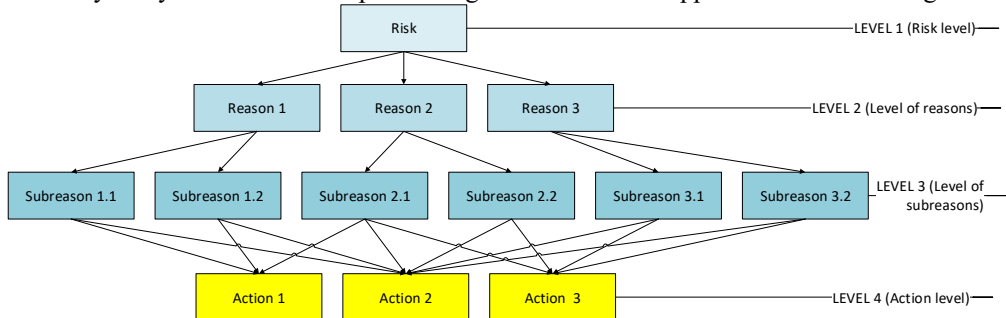 Risk
LEVEL 1 (Risk level)
Reason 1
Reason 2
Reason 3
LEVEL 2 (Level of reasons)
Subreason 1.1
Subreason 1.2
Subreason 2.1
Subreason 2.2
Subreason 3.1
Subreason 3.2
LEVEL 3 (Level of
subreasons)
Action 1
Action 2
Action 3
LEVEL 4 (Action level)